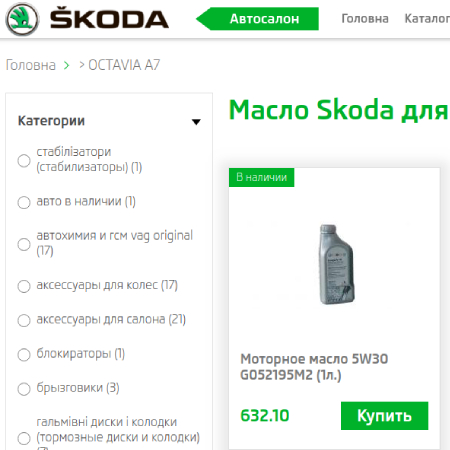 ŠKODA
Автосалон
Головна
Каталог
Головна > > OCTAVIA A7
Категории
стабілізатори
(стабилизаторы) (1)
авто в наличии (1)
автохимия и гсм vag original
(17)
аксессуары для колес (17)
аксессуары для салона (21)
блокираторы (1)
брызговики (3)
гальмівні диски і колодки
(тормозные диски и колодки)
Масло Skoda для
В наличии
Моторное масло 5W30
G052195M2 (1л.)
632.10
Купить